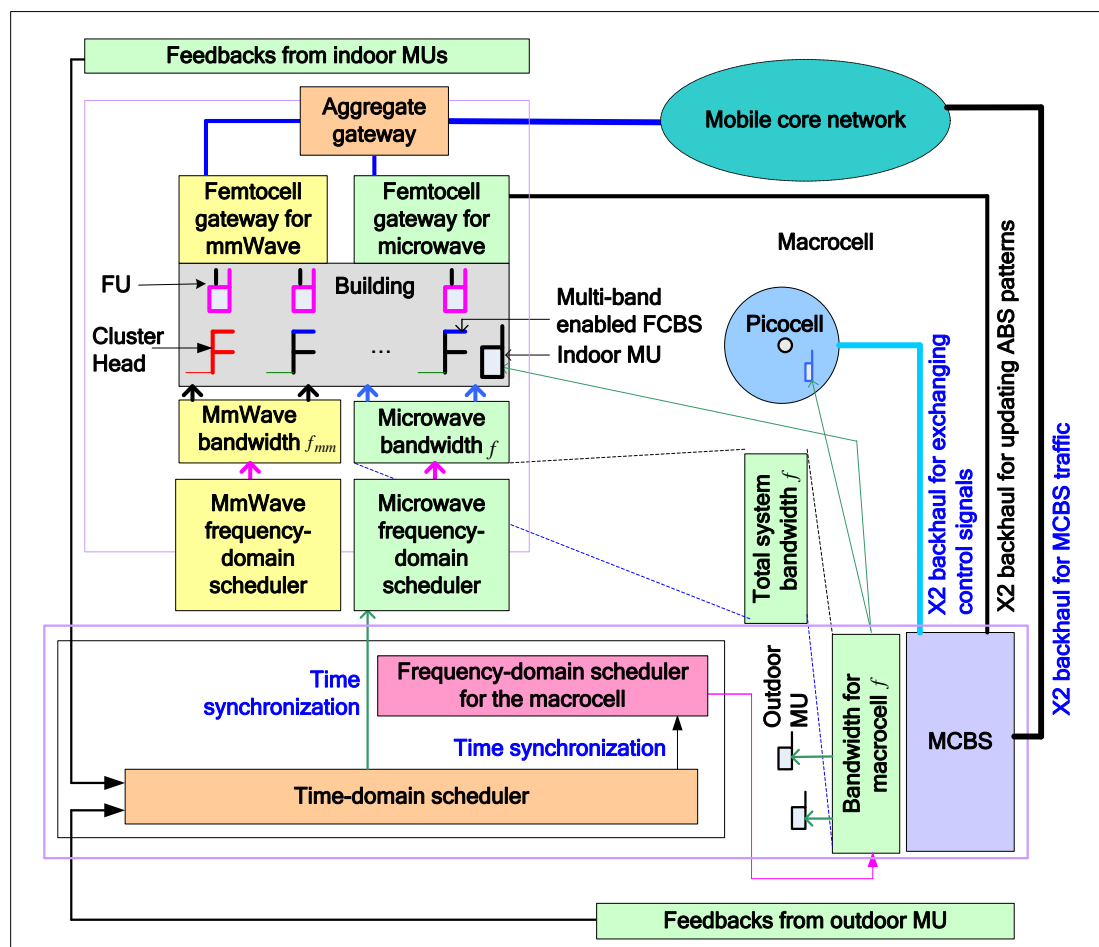 Feedbacks from indoor MUs
Aggregate
gateway
Mobile core network
Femtocell
gateway for
mmWave
Femtocell
gateway for
microwave
Macrocell
FU
Building
Multi-band
enabled FCBS
Picocell
Cluster
Head
...
Indoor MU
MmWave
bandwidth fmm
Microwave
bandwidth f
MmWave
frequency-
domain
scheduler
Microwave
frequency-
domain
scheduler
Total system
bandwidth f
X2 backhaul for exchanging
control signals
X2 backhaul for updating ABS patterns
X2 backhaul for MCBS traffic
Time
synchronization
Frequency-domain scheduler
for the macrocell
Outdoor
MU
Bandwidth for
macrocell f
MCBS
Time synchronization
Time-domain scheduler
Feedbacks from outdoor MU